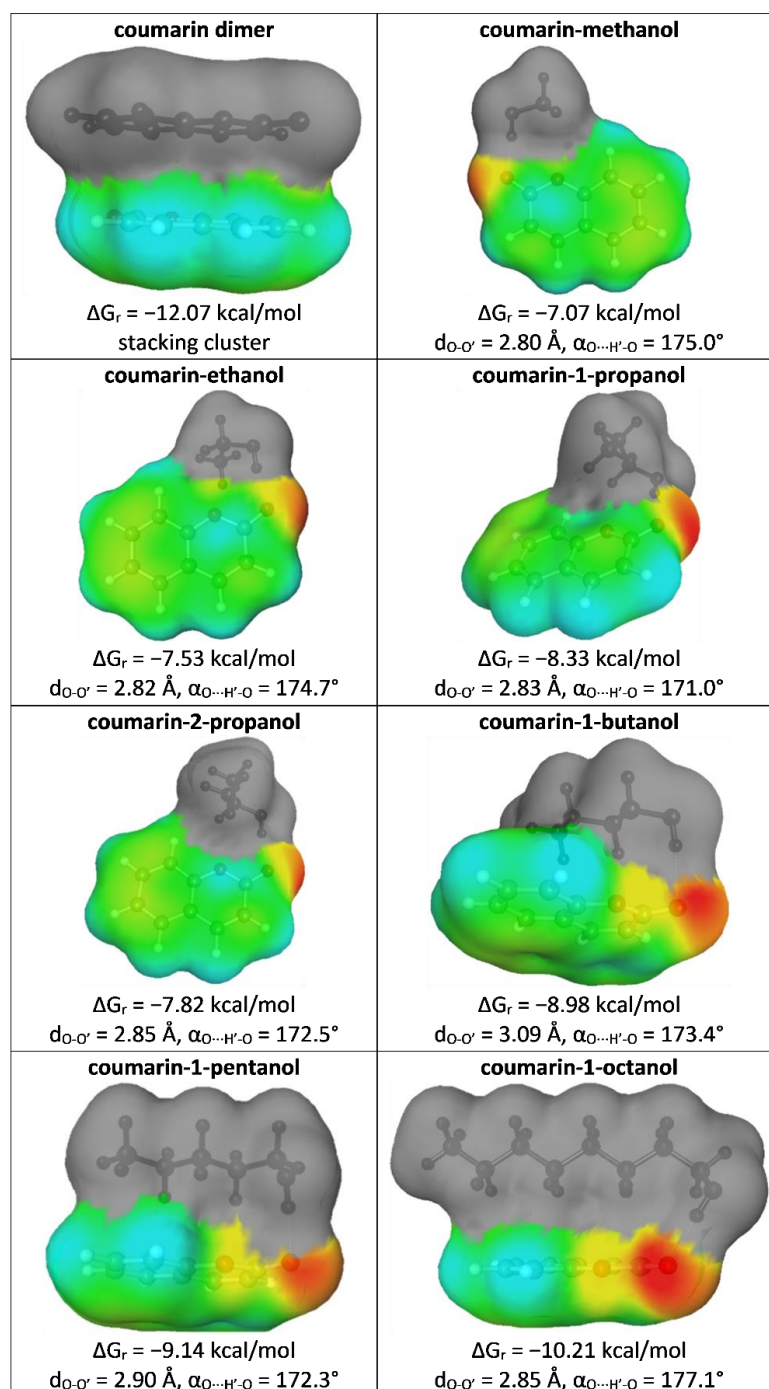 coumarin dimer
ΔGr = −12.07 kcal/mol
stacking cluster
coumarin-methanol
ΔGr = −7.07 kcal/mol
dO-O' = 2.80 Å, αO···H'-O = 175.0°
coumarin-ethanol
ΔGr = −7.53 kcal/mol
dO-O' = 2.82 Å, αO···H'-O = 174.7°
coumarin-1-propanol
ΔGr = −8.33 kcal/mol
dO-O' = 2.83 Å, αO···H'-O = 171.0°
coumarin-2-propanol
ΔGr = −7.82 kcal/mol
dO-O' = 2.85 Å, αO···H'-O = 172.5°
coumarin-1-butanol
ΔGr = −8.98 kcal/mol
dO-O' = 3.09 Å, αO···H'-O = 173.4°
coumarin-1-pentanol
ΔGr = −9.14 kcal/mol
dO-O' = 2.90 Å, αO···H'-O = 172.3°
coumarin-1-octanol
ΔGr = −10.21 kcal/mol
dO-O' = 2.85 Å, αO···H'-O = 177.1°